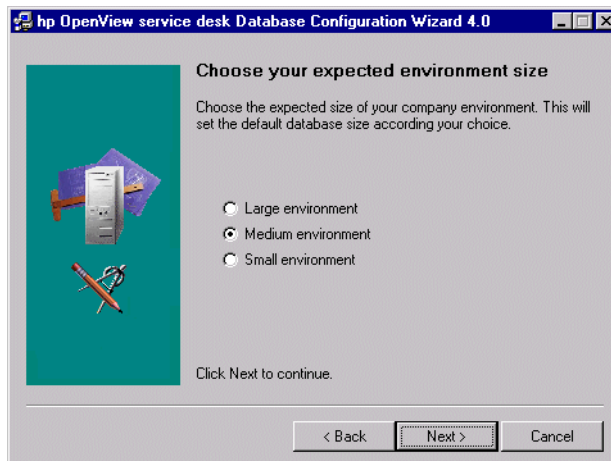 hp OpenView service desk Database Configuration Wizard 4.0
Choose your expected environment size
Choose the expected size of your company environment. This will
set the default database size according your choice.
Large environment
Medium environment
Small environment
Click Next to continue.
< Back
Next >
Cancel